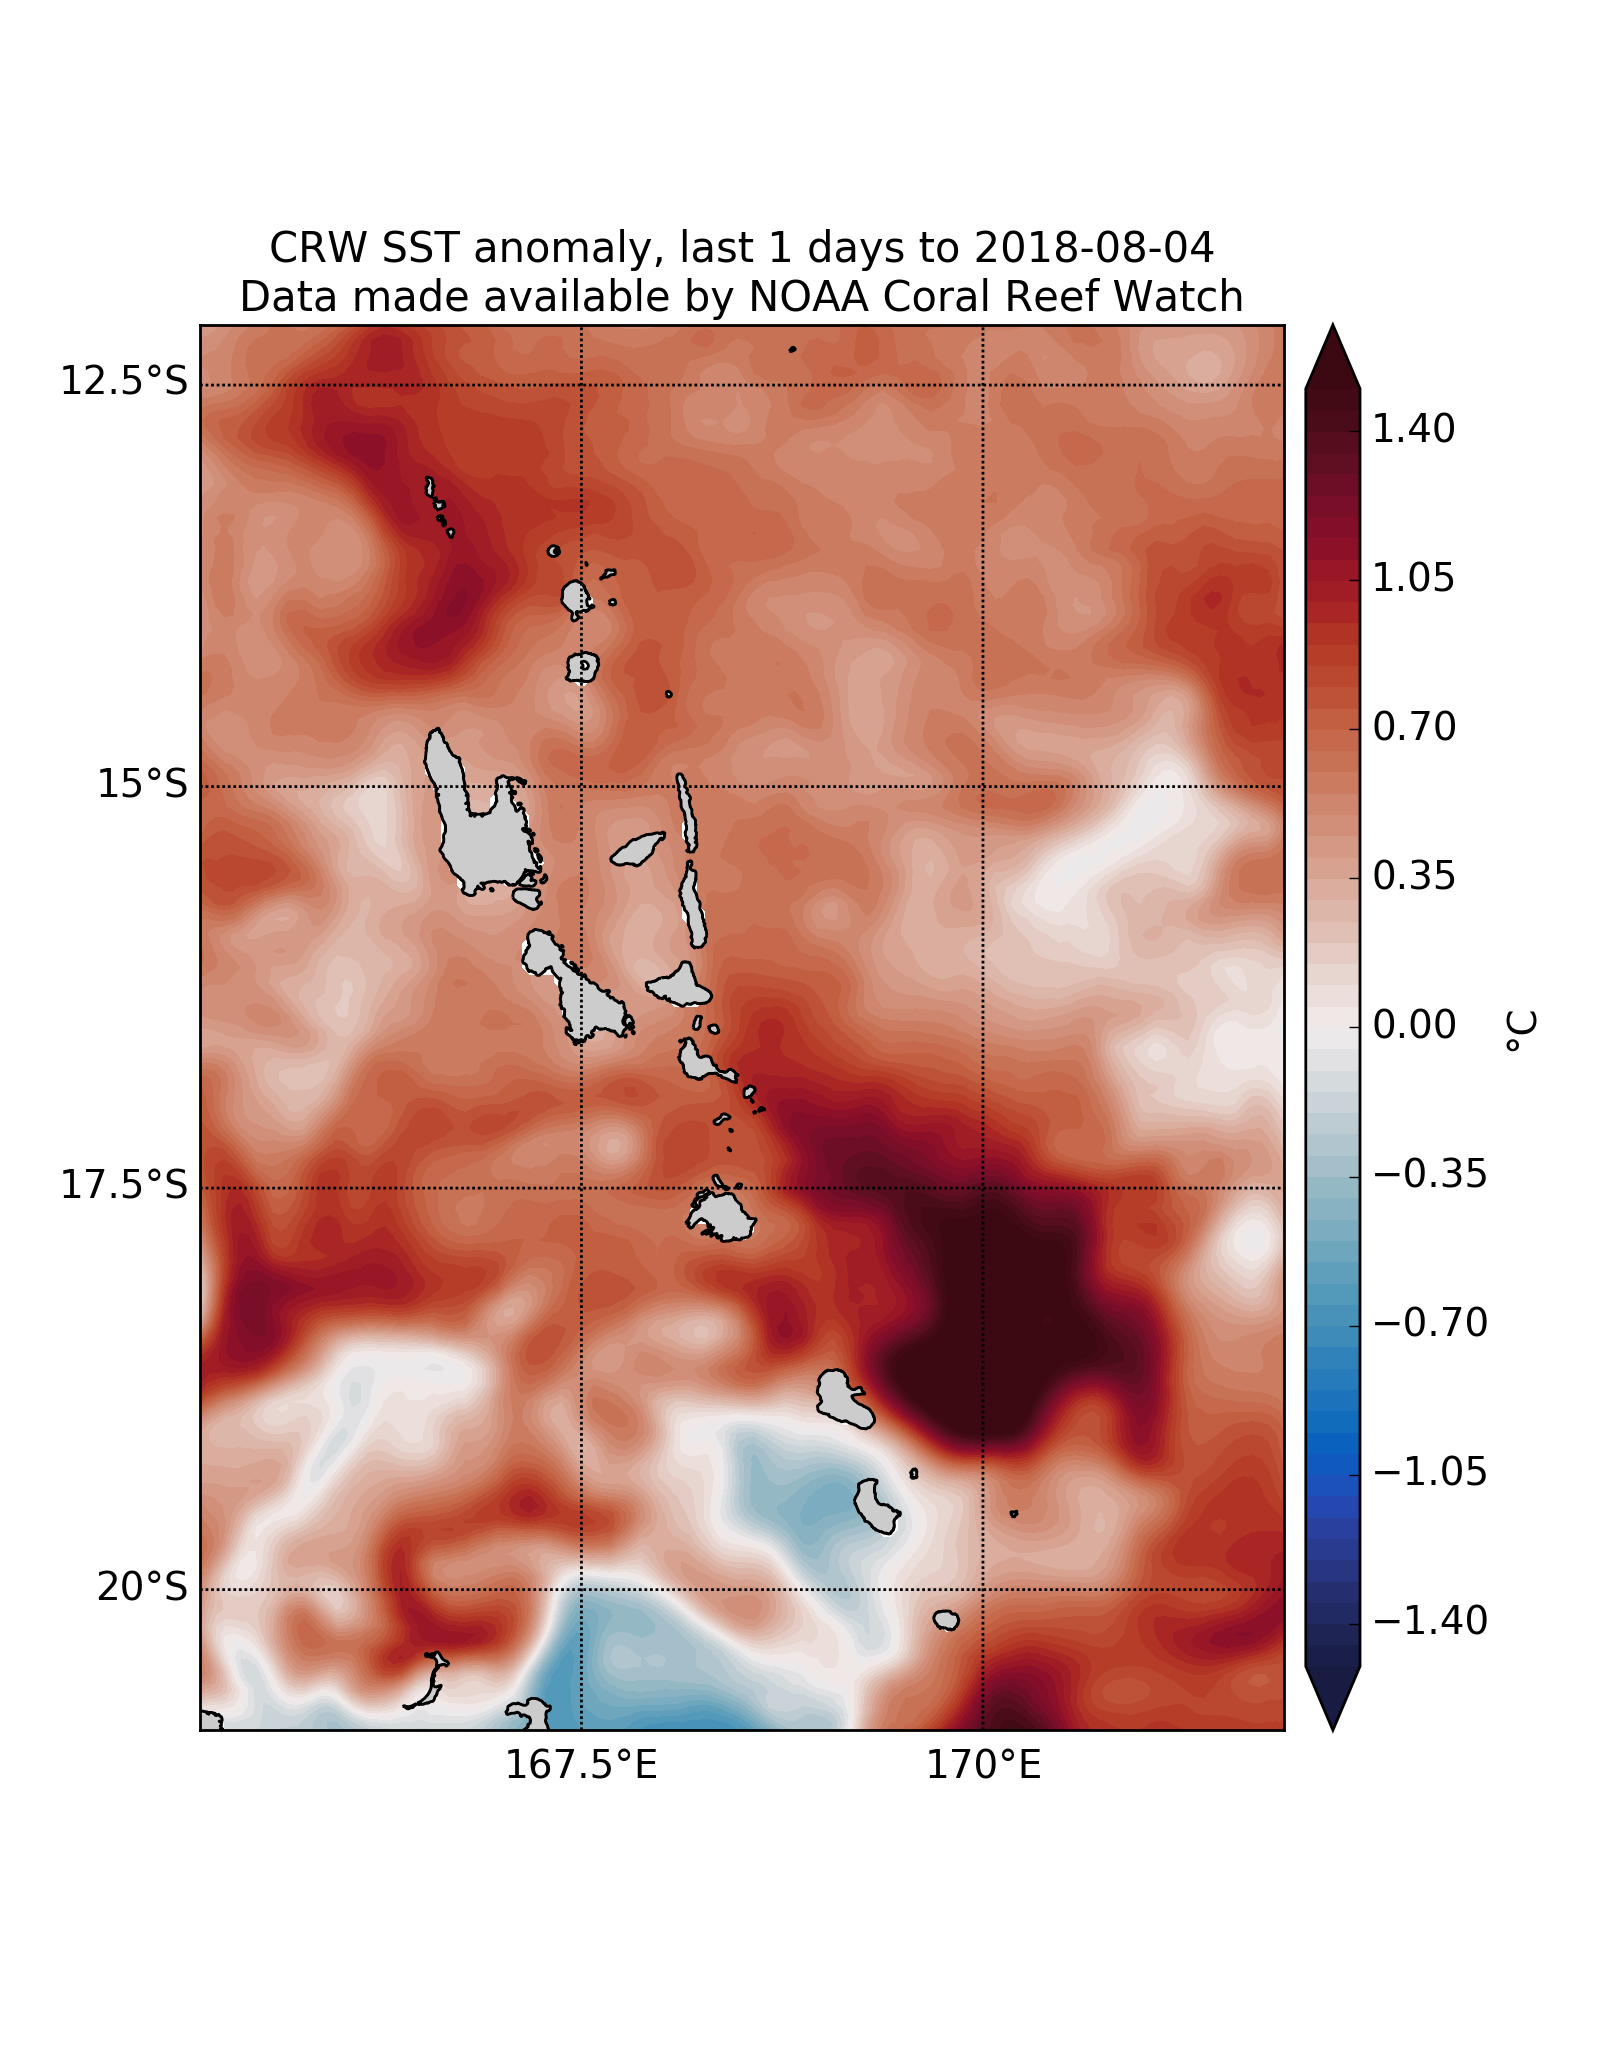 CRW SST anomaly, last 1 days to 2018-08-04
Data made available by NOAA Coral Reef Watch
12.5°S
15°S
17.5°S
20°S
167.5°E
170°E
1.40
1.05
0.70
0.35
0.00
−0.35
−0.70
−1.05
−1.40
°C